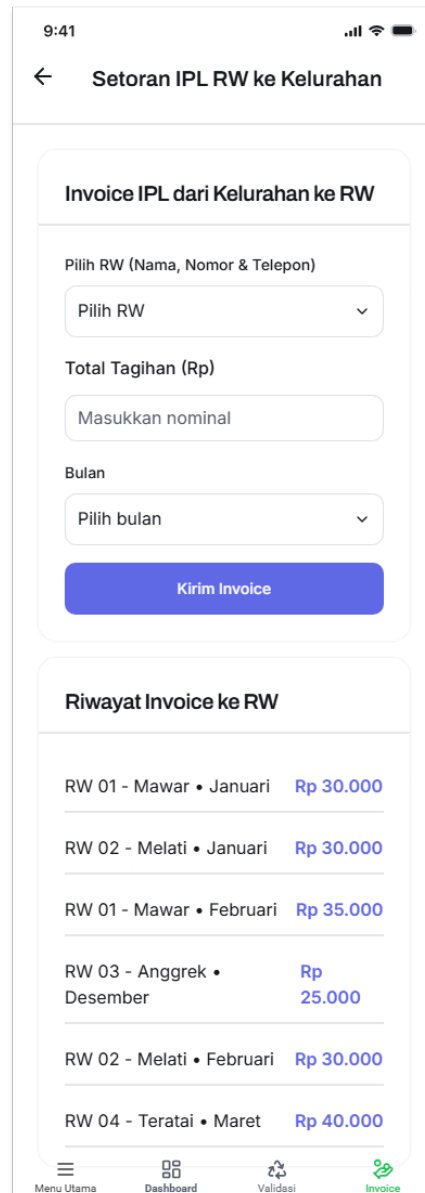 9:41
Setoran IPL RW ke Kelurahan
Invoice IPL dari Kelurahan ke RW
Pilih RW (Nama, Nomor & Telepon)
Pilih RW
Total Tagihan (Rp)
Masukkan nominal
Bulan
Pilih bulan
Kirim Invoice
Riwayat Invoice ke RW
RW 01 - Mawar • Januari Rp 30.000
RW 02 - Melati • Januari Rp 30.000
RW 01 - Mawar • Februari Rp 35.000
RW 03 - Anggrek • Rp
Desember 25.000
RW 02 - Melati • Februari Rp 30.000
RW 04 - Teratai • Maret Rp 40.000
Menu Utama Dashboard Validasi Invoice